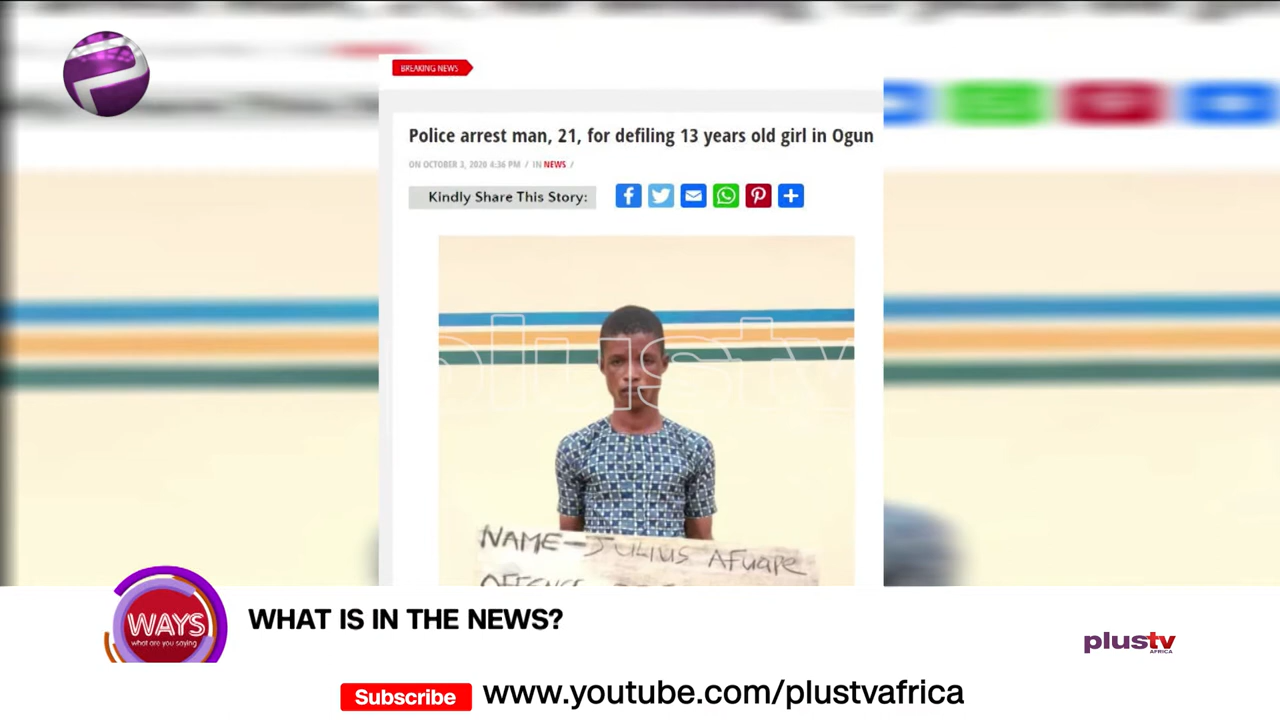 BREAKING NEWS
Police arrest man, 21, for defiling 13 years old girl in Ogun
ON OCTOBER 3, 2020 4:36 PM / IN NEWS /
Kindly Share This Story:
plustv
NAME - JULIUS AFUAPE
OFFENCE
WAYS
what are you saying
WHAT IS IN THE NEWS?
plustv
AFRICA
Subscribe
www.youtube.com/plustvafrica